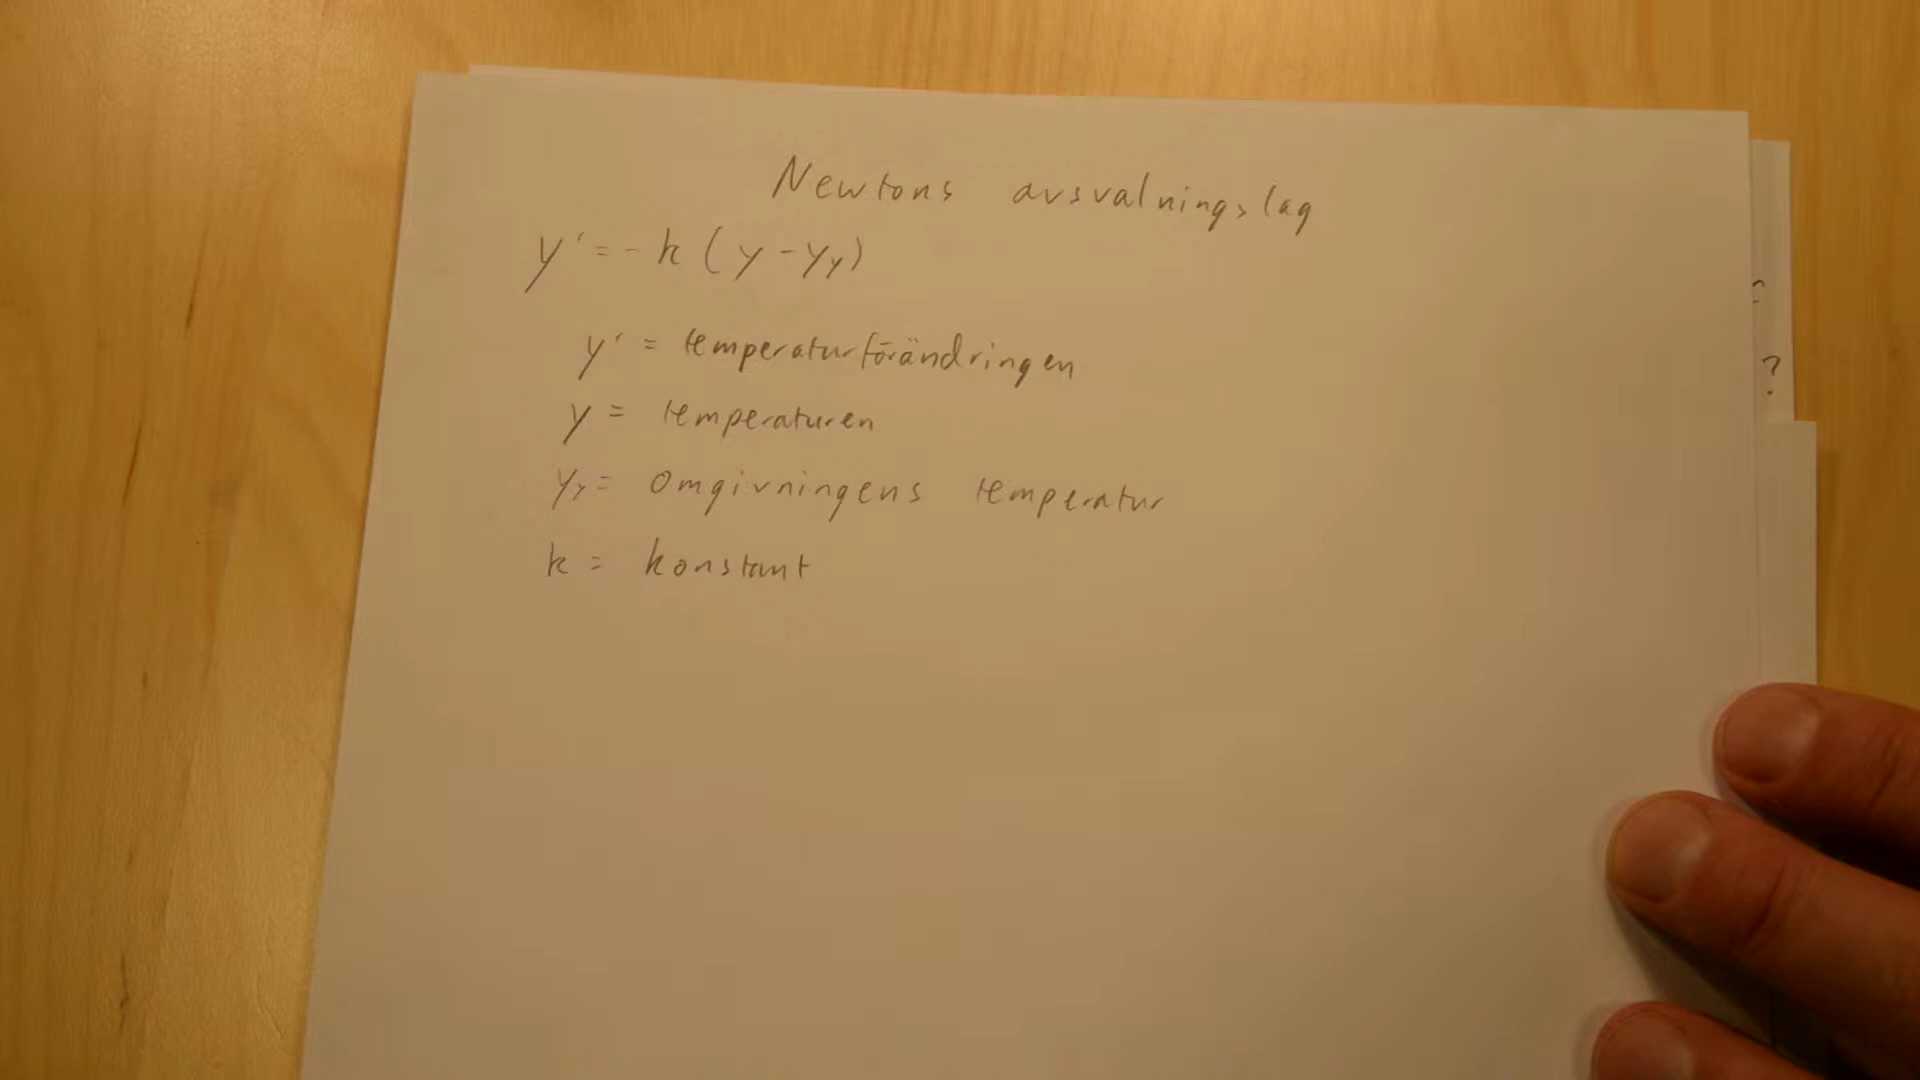 Newtons avsvalningslag
y' = -k (y - yy)
y' = temperaturförändringen
y = temperaturen
yy = omgivningens temperatur
k = konstant
?